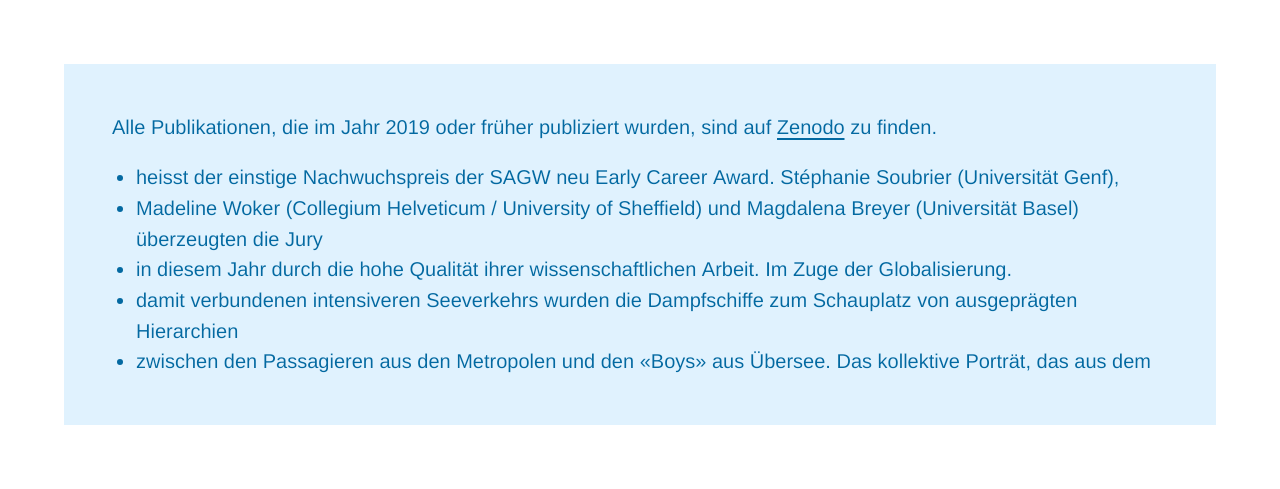 Alle Publikationen, die im Jahr 2019 oder früher publiziert wurden, sind auf Zenodo zu finden.
• heisst der einstige Nachwuchspreis der SAGW neu Early Career Award. Stéphanie Soubrier (Universität Genf),
• Madeline Woker (Collegium Helveticum / University of Sheffield) und Magdalena Breyer (Universität Basel)
überzeugten die Jury
• in diesem Jahr durch die hohe Qualität ihrer wissenschaftlichen Arbeit. Im Zuge der Globalisierung.
• damit verbundenen intensiveren Seeverkehrs wurden die Dampfschiffe zum Schauplatz von ausgeprägten
Hierarchien
• zwischen den Passagieren aus den Metropolen und den «Boys» aus Übersee. Das kollektive Porträt, das aus dem